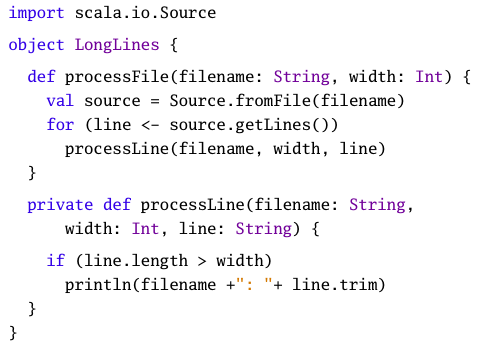 import scala.io.Source
object LongLines {
def processFile(filename: String, width: Int) {
val source = Source.fromFile(filename)
for (line <- source.getLines())
processLine(filename, width, line)
}
private def processLine(filename: String,
width: Int, line: String) {
if (line.length > width)
println(filename +": "+ line.trim)
}
}